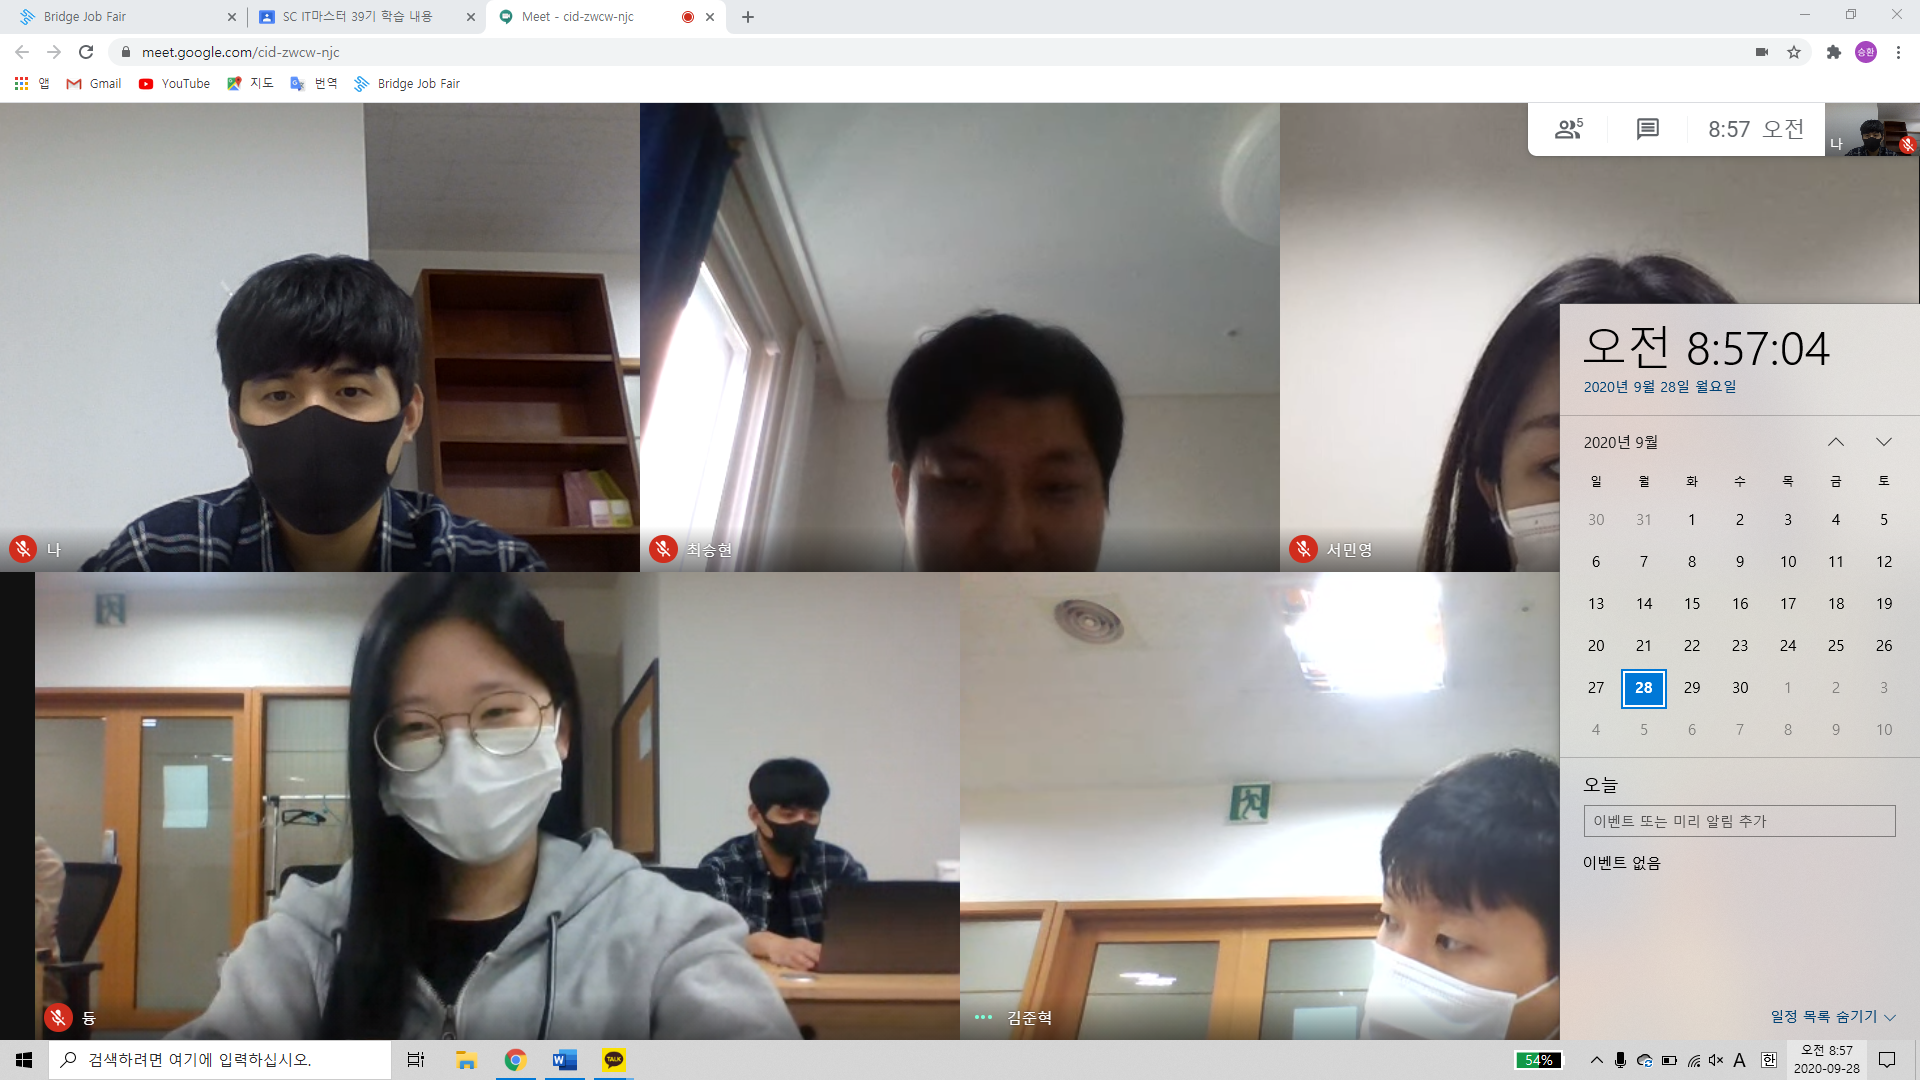 Bridge Job Fair
SC IT마스터 39기 학습 내용
Meet - cid-zwcw-njc
meet.google.com/cid-zwcw-njc
승환
앱
Gmail
YouTube
지도
번역
Bridge Job Fair
5
8:57 오전
나
나
최승현
서민영
오전 8:57:04
2020년 9월 28일 월요일
2020년 9월
일 월 화 수 목 금 토
30 31 1 2 3 4 5
6 7 8 9 10 11 12
13 14 15 16 17 18 19
20 21 22 23 24 25 26
27 28 29 30 1 2 3
4 5 6 7 8 9 10
오늘
이벤트 또는 미리 알림 추가
이벤트 없음
일정 목록 숨기기
듕
김준혁
검색하려면 여기에 입력하십시오.
W
TALK
54%
A
한
오전 8:57
2020-09-28